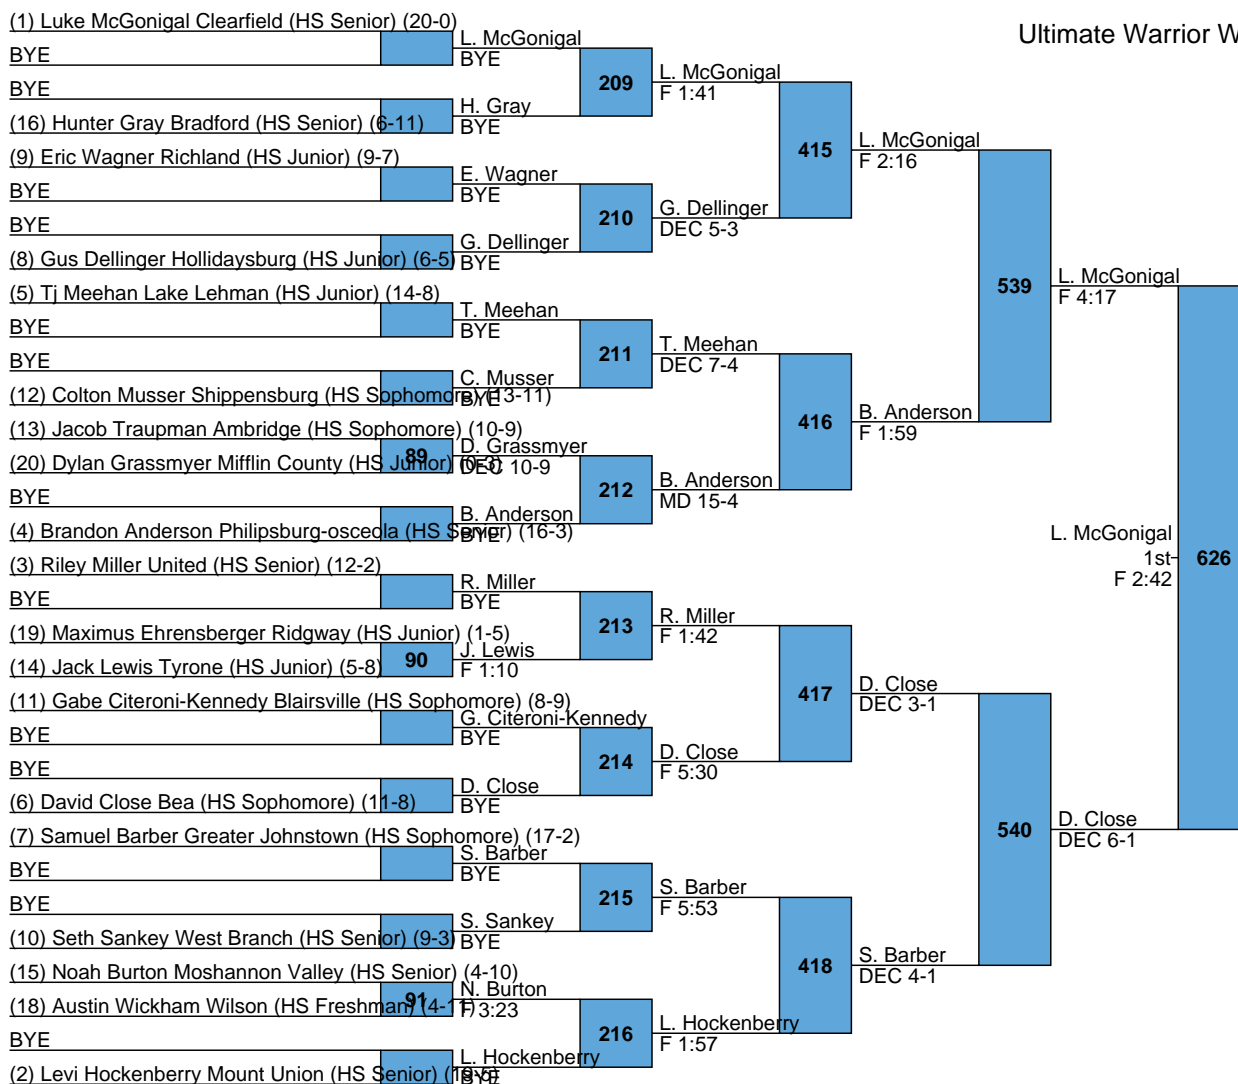 (1) Luke McGonigal Clearfield (HS Senior) (20-0)
BYE
BYE
(16) Hunter Gray Bradford (HS Senior) (6-11)
(9) Eric Wagner Richland (HS Junior) (9-7)
BYE
BYE
(8) Gus Dellinger Hollidaysburg (HS Junior) (6-5)
(5) Tj Meehan Lake Lehman (HS Junior) (14-8)
BYE
BYE
(12) Colton Musser Shippensburg (HS Sophomore) (13-11)
(13) Jacob Traupman Ambridge (HS Sophomore) (10-9)
(20) Dylan Grassmyer Mifflin County (HS Junior) (0-3)
BYE
(4) Brandon Anderson Philipsburg-osceola (HS Senior) (16-3)
(3) Riley Miller United (HS Senior) (12-2)
BYE
(19) Maximus Ehrensberger Ridgway (HS Junior) (1-5)
(14) Jack Lewis Tyrone (HS Junior) (5-8)
(11) Gabe Citeroni-Kennedy Blairsville (HS Sophomore) (8-9)
BYE
BYE
(6) David Close Bea (HS Sophomore) (11-8)
(7) Samuel Barber Greater Johnstown (HS Sophomore) (17-2)
BYE
BYE
(10) Seth Sankey West Branch (HS Senior) (9-3)
(15) Noah Burton Moshannon Valley (HS Senior) (4-10)
(18) Austin Wickham Wilson (HS Freshman) (4-11)
BYE
(2) Levi Hockenberry Mount Union (HS Senior)
89
90
91
L. McGonigal
BYE
H. Gray
BYE
E. Wagner
BYE
G. Dellinger
BYE
T. Meehan
BYE
C. Musser
BYE
D. Grassmyer
DEC 10-9
B. Anderson
BYE
R. Miller
BYE
J. Lewis
F 1:10
G. Citeroni-Kennedy
BYE
D. Close
BYE
S. Barber
BYE
S. Sankey
BYE
N. Burton
F 3:23
L. Hockenberry
BYE
209
210
211
212
213
214
215
216
L. McGonigal
F 1:41
G. Dellinger
DEC 5-3
T. Meehan
DEC 7-4
B. Anderson
MD 15-4
R. Miller
F 1:42
D. Close
F 5:30
S. Barber
F 5:53
L. Hockenberry
F 1:57
415
416
417
418
L. McGonigal
F 2:16
B. Anderson
F 1:59
D. Close
DEC 3-1
S. Barber
DEC 4-1
539
540
Ultimate Warrior W
L. McGonigal
F 4:17
D. Close
DEC 6-1
L. McGonigal
1st
F 2:42
626